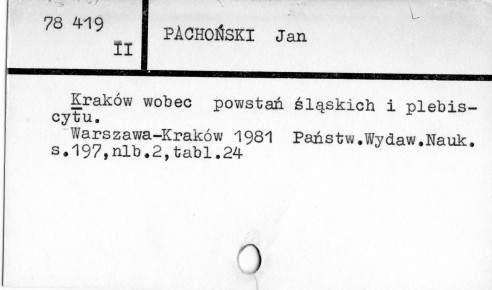 78 419
II
PACHOŃSKI Jan
Kraków wobec powstań śląskich i plebis-
cytu.
Warszawa-Kraków 1981 Państw.Wydaw.Nauk.
s.197,nlb.2,tabl.24